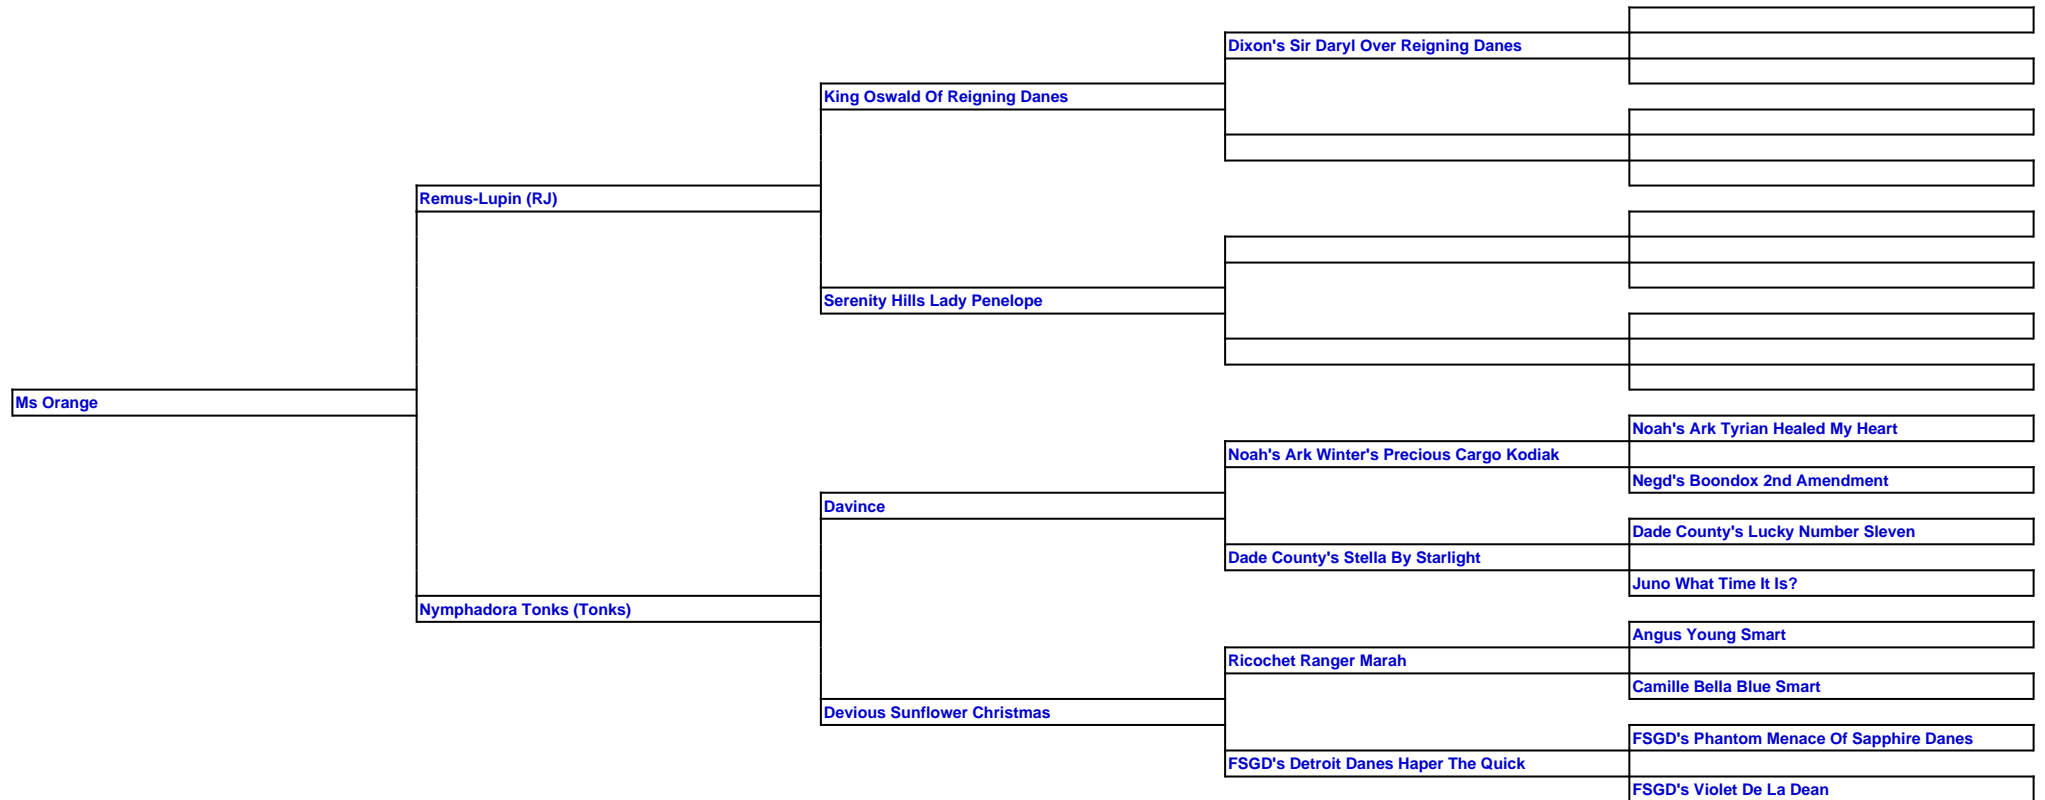 Dixon's Sir Daryl Over Reigning Danes
King Oswald Of Reigning Danes
Remus-Lupin (RJ)
Serenity Hills Lady Penelope
Ms Orange
Noah's Ark Tyrian Healed My Heart
Noah's Ark Winter's Precious Cargo Kodiak
Negd's Boondox 2nd Amendment
Davince
Dade County's Lucky Number Sleven
Dade County's Stella By Starlight
Juno What Time It Is?
Nymphadora Tonks (Tonks)
Angus Young Smart
Ricochet Ranger Marah
Camille Bella Blue Smart
Devious Sunflower Christmas
FSGD's Phantom Menace Of Sapphire Danes
FSGD's Detroit Danes Haper The Quick
FSGD's Violet De La Dean